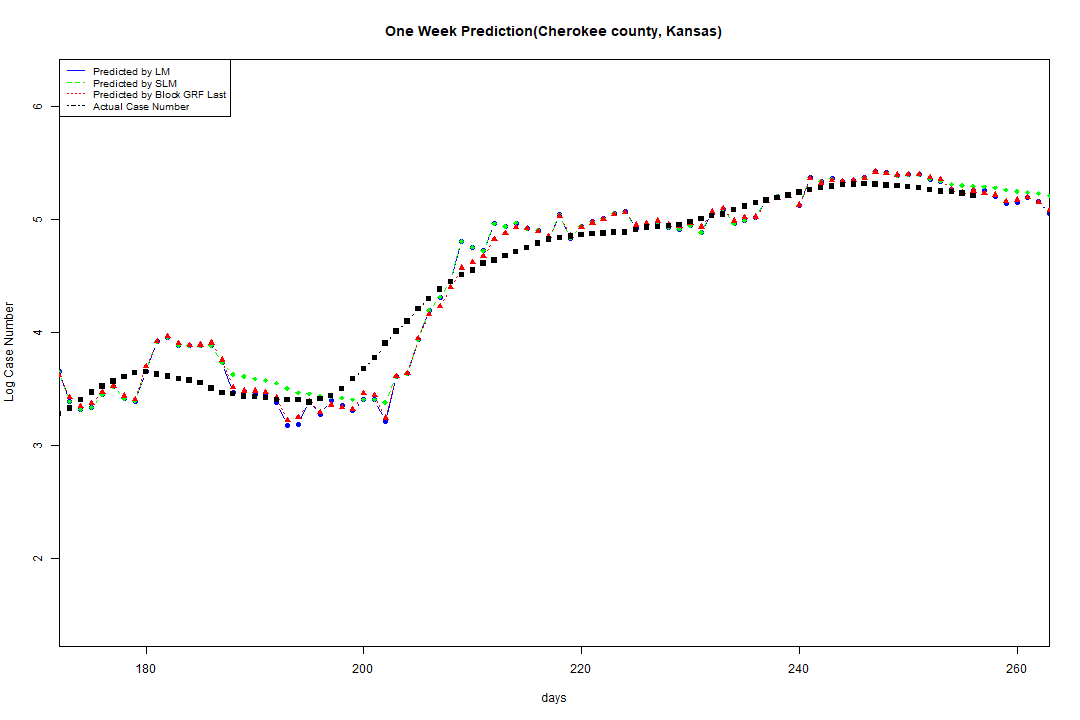 One Week Prediction(Cherokee county, Kansas)
Predicted by LM
Predicted by SLM
Predicted by Block GRF Last
Actual Case Number
6
5
4
3
2
Log Case Number
180 200 220 240 260
days